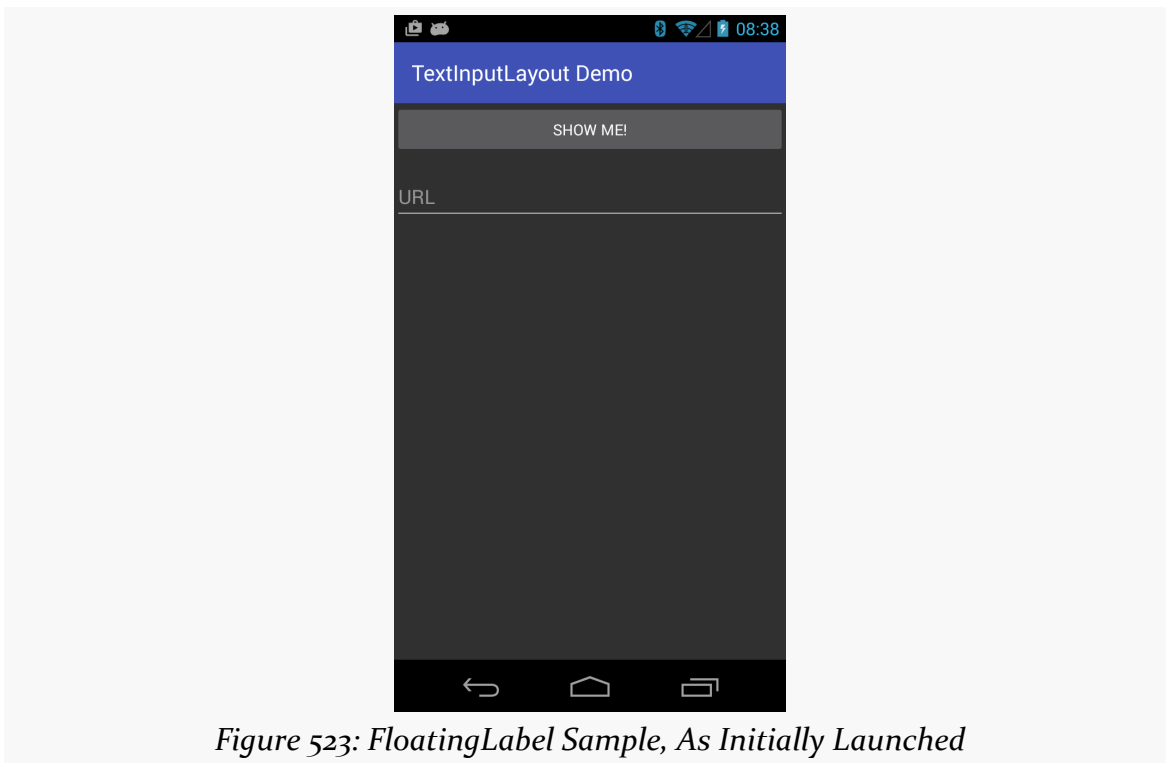 08:38
TextInputLayout Demo
SHOW ME!
URL
Figure 523: FloatingLabel Sample, As Initially Launched